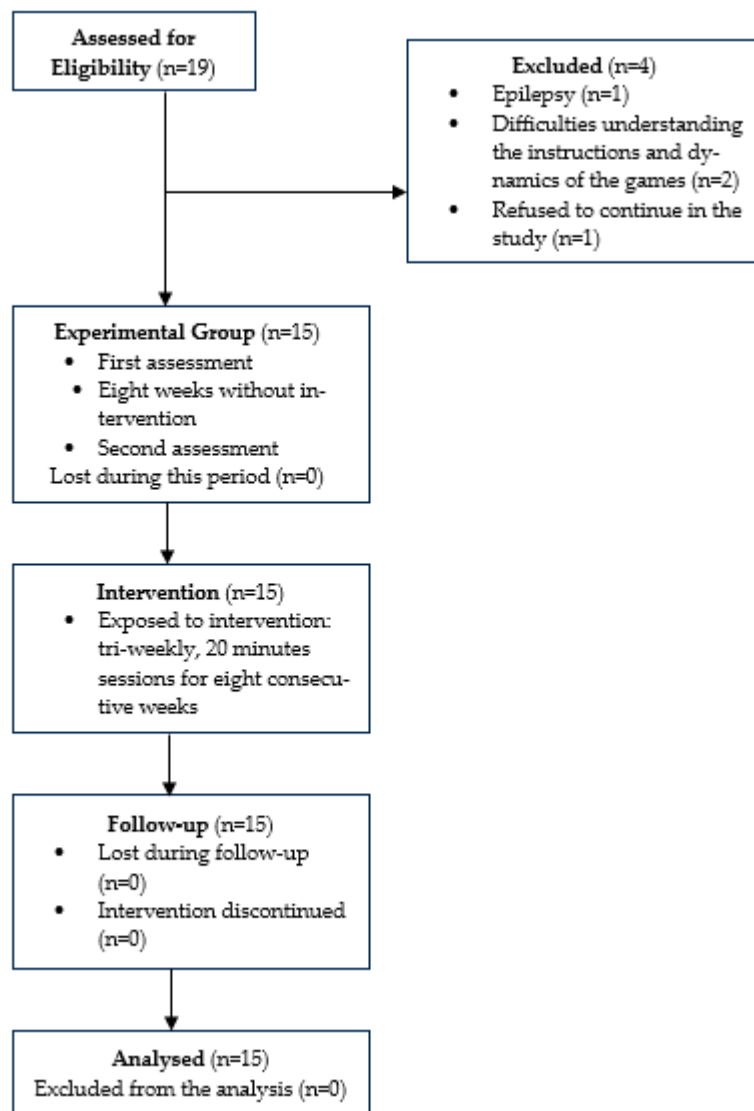 Assessed for
Eligibility (n=19)
Excluded (n=4)
• Epilepsy (n=1)
• Difficulties understanding
the instructions and dy-
namics of the games (n=2)
• Refused to continue in the
study (n=1)
Experimental Group (n=15)
• First assessment
• Eight weeks without in-
tervention
• Second assessment
Lost during this period (n=0)
Intervention (n=15)
• Exposed to intervention:
tri-weekly, 20 minutes
sessions for eight consecu-
tive weeks
Follow-up (n=15)
• Lost during follow-up
(n=0)
• Intervention discontinued
(n=0)
Analysed (n=15)
Excluded from the analysis (n=0)